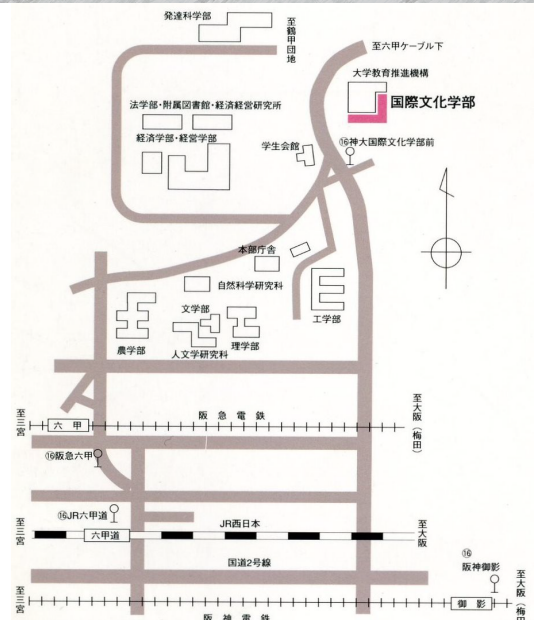 発達科学部
至鶴甲団地
至六甲ケーブル下
大学教育推進機構
国際文化学部
法学部・附属図書館・経済経営研究所
経済学部・経営学部
学生会館
⑯神大国際文化学部前
本部庁舎
自然科学研究科
文学部
工学部
農学部
人文学研究科
理学部
至三宮
六甲
阪急電鉄
至大阪(梅田)
⑯阪急六甲
⑯JR六甲道
至三宮
六甲道
JR西日本
至大阪
国道2号線
⑯
阪神御影
至三宮
御影
至大阪(梅田)
阪神電鉄